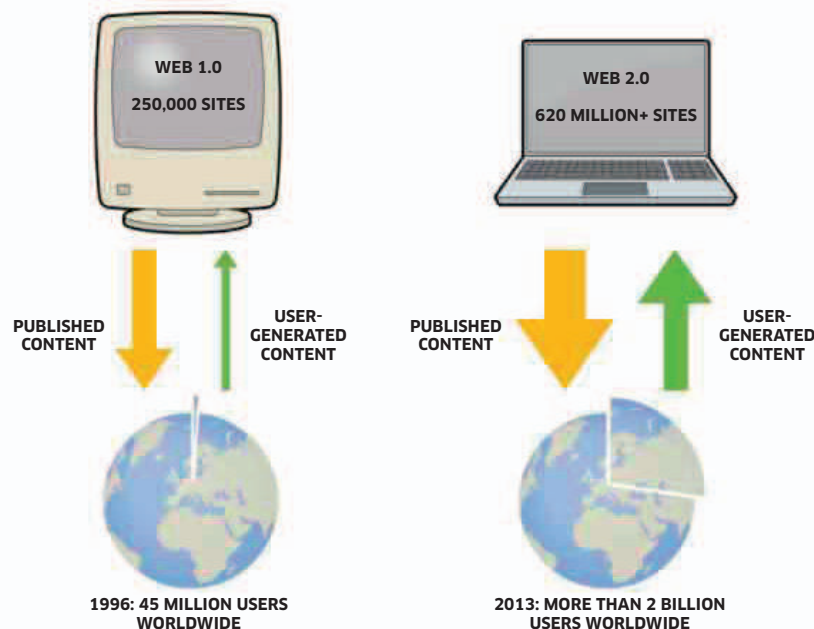 WEB 1.0
250,000 SITES
PUBLISHED
CONTENT
USER-
GENERATED
CONTENT
1996: 45 MILLION USERS
WORLDWIDE
WEB 2.0
620 MILLION+ SITES
PUBLISHED
CONTENT
USER-
GENERATED
CONTENT
2013: MORE THAN 2 BILLION
USERS WORLDWIDE